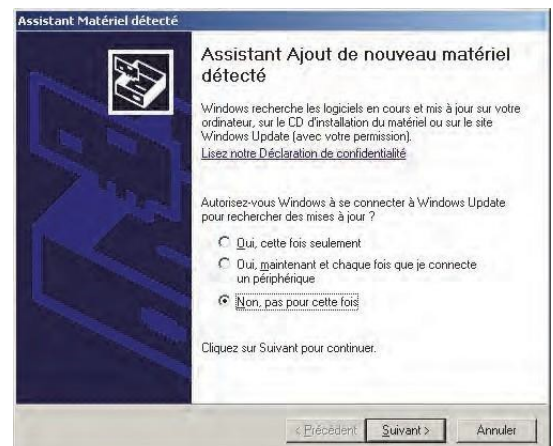 Assistant Matériel détecté
Assistant Ajout de nouveau matériel
détecté
Windows recherche les logiciels en cours et mis à jour sur votre
ordinateur, sur le CD d'installation du matériel ou sur le site
Windows Update (avec votre permission).
Lisez notre Déclaration de confidentialité
Autorisez-vous Windows à se connecter à Windows Update
pour rechercher des mises à jour ?
Oui, cette fois seulement
Oui, maintenant et chaque fois que je connecte
un périphérique
Non, pas pour cette fois
Cliquez sur Suivant pour continuer.
< Précédent Suivant > Annuler